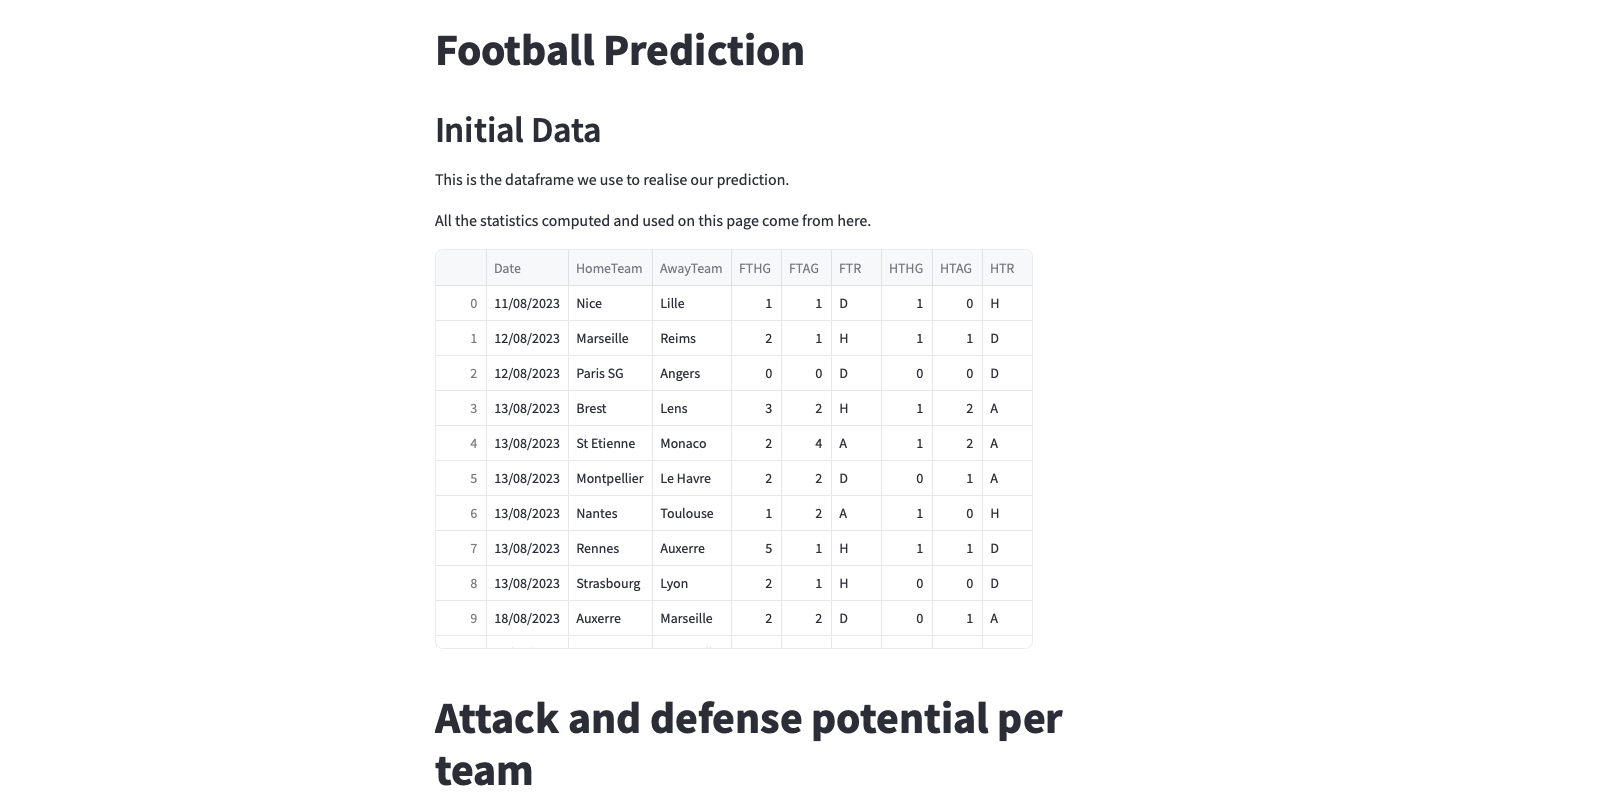 Football Prediction
Initial Data
This is the dataframe we use to realise our prediction.
All the statistics computed and used on this page come from here.
Date HomeTeam AwayTeam FTHG FTAG FTR HTHG HTAG HTR
0 11/08/2023 Nice Lille 1 1 D 1 0 H
1 12/08/2023 Marseille Reims 2 1 H 1 1 D
2 12/08/2023 Paris SG Angers 0 0 D 0 0 D
3 13/08/2023 Brest Lens 3 2 H 1 2 A
4 13/08/2023 St Etienne Monaco 2 4 A 1 2 A
5 13/08/2023 Montpellier Le Havre 2 2 D 0 1 A
6 13/08/2023 Nantes Toulouse 1 2 A 1 0 H
7 13/08/2023 Rennes Auxerre 5 1 H 1 1 D
8 13/08/2023 Strasbourg Lyon 2 1 H 0 0 D
9 18/08/2023 Auxerre Marseille 2 2 D 0 1 A
Attack and defense potential per
team